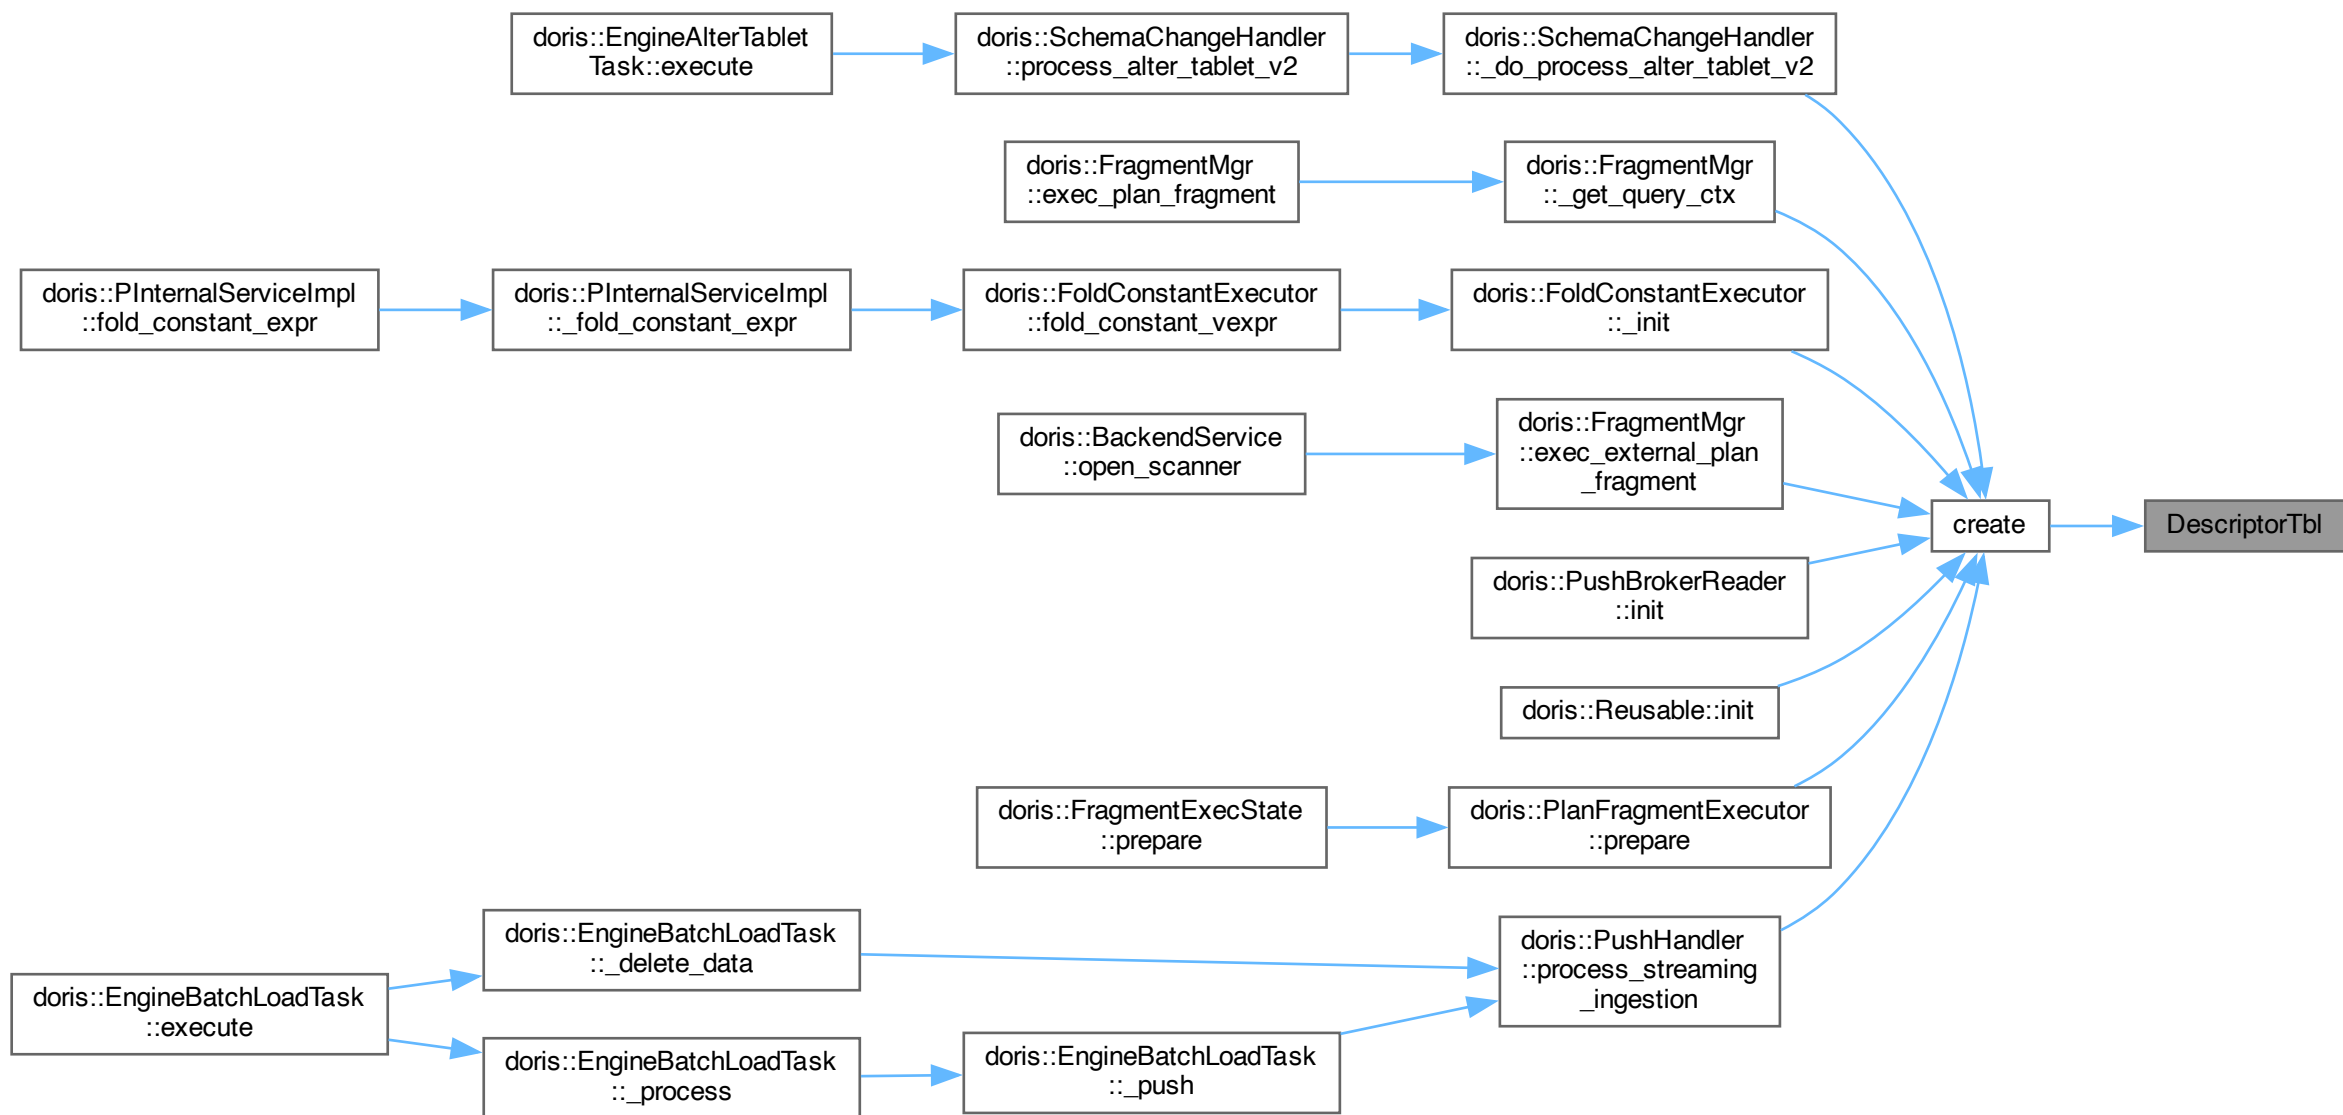 doris::EngineAlterTablet
Task::execute
doris::SchemaChangeHandler
::process_alter_tablet_v2
doris::SchemaChangeHandler
::_do_process_alter_tablet_v2
doris::FragmentMgr
::exec_plan_fragment
doris::FragmentMgr
::_get_query_ctx
doris::PInternalServiceImpl
::fold_constant_expr
doris::PInternalServiceImpl
::_fold_constant_expr
doris::FoldConstantExecutor
::fold_constant_vexpr
doris::FoldConstantExecutor
::_init
doris::BackendService
::open_scanner
doris::FragmentMgr
::exec_external_plan
_fragment
create
DescriptorTbl
doris::PushBrokerReader
::init
doris::Reusable::init
doris::FragmentExecState
::prepare
doris::PlanFragmentExecutor
::prepare
doris::EngineBatchLoadTask
::_delete_data
doris::PushHandler
::process_streaming
_ingestion
doris::EngineBatchLoadTask
::execute
doris::EngineBatchLoadTask
::_process
doris::EngineBatchLoadTask
::_push